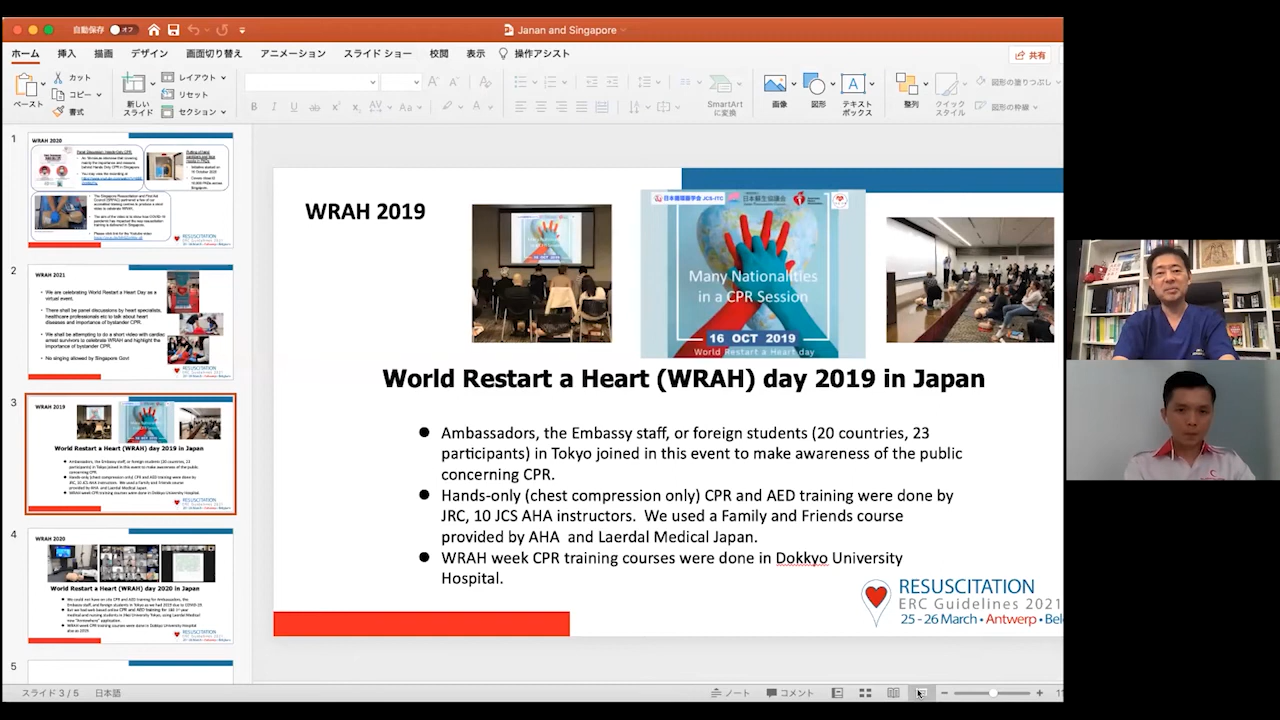 自動保存 オフ
Janan and Singapore
ホーム 挿入 描画 デザイン 画面切り替え アニメーション スライド ショー 校閲 表示 操作アシスト 共有
ペースト
カット
コピー
書式
新しい
スライド
レイアウト
リセット
セクション
SmartArt
に変換
画像
図形
テキスト
ボックス
整列
クイック
スタイル
図形の塗りつぶし
図形の枠線
1
WRAH 2020
RESUSCITATION
2
WRAH 2021
We are celebrating World Restart a Heart Day as a
virtual event.
There shall be panel discussions by heart specialists,
healthcare professionals etc to talk about heart
diseases and importance of bystander CPR.
We shall be attempting to do a short video with cardiac
arrest survivors to celebrate WRAH and highlight the
importance of bystander CPR.
No singing allowed by Singapore Govt
RESUSCITATION
3
WRAH 2019
World Restart a Heart (WRAH) day 2019 in Japan
RESUSCITATION
4
WRAH 2020
World Restart a Heart (WRAH) day 2020 in Japan
RESUSCITATION
5
WRAH 2019
日本循環器学会 JCS-ITC
日本蘇生協議会
Many Nationalities
in a CPR Session
16 OCT 2019
World Restart a Heart day
World Restart a Heart (WRAH) day 2019 in Japan
● Ambassadors, the Embassy staff, or foreign students (20 countries, 23
participants) in Tokyo joined in this event to make awareness of the public
concerning CPR.
● Hands-only (chest compression only) CPR and AED training were done by
JRC, 10 JCS AHA instructors. We used a Family and Friends course
provided by AHA and Laerdal Medical Japan.
● WRAH week CPR training courses were done in Dokkyo University
Hospital.
RESUSCITATION
ERC Guidelines 2021
25 - 26 March • Antwerp • Bel
スライド 3 / 5 日本語
ノート コメント